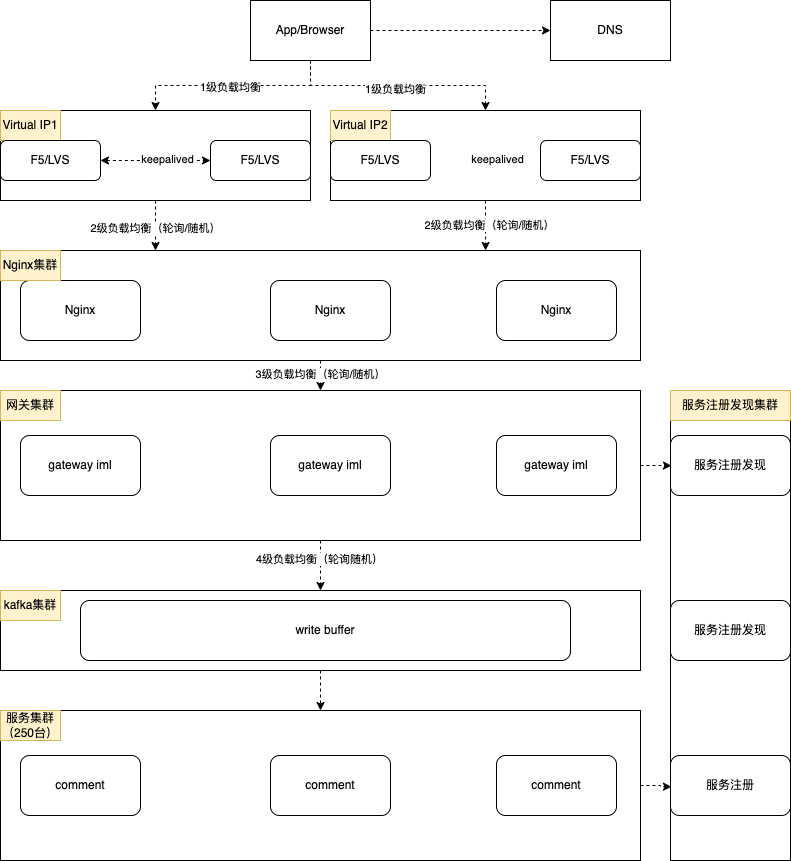 App/Browser
DNS
1级负载均衡
1级负载均衡
Virtual IP1
Virtual IP2
F5/LVS
keepalived
F5/LVS
F5/LVS
keepalived
F5/LVS
2级负载均衡（轮询/随机）
2级负载均衡（轮询/随机）
Nginx集群
Nginx
Nginx
Nginx
3级负载均衡（轮询/随机）
网关集群
服务注册发现集群
gateway iml
gateway iml
gateway iml
服务注册发现
4级负载均衡（轮询随机）
kafka集群
write buffer
服务注册发现
服务集群
（250台）
comment
comment
comment
服务注册